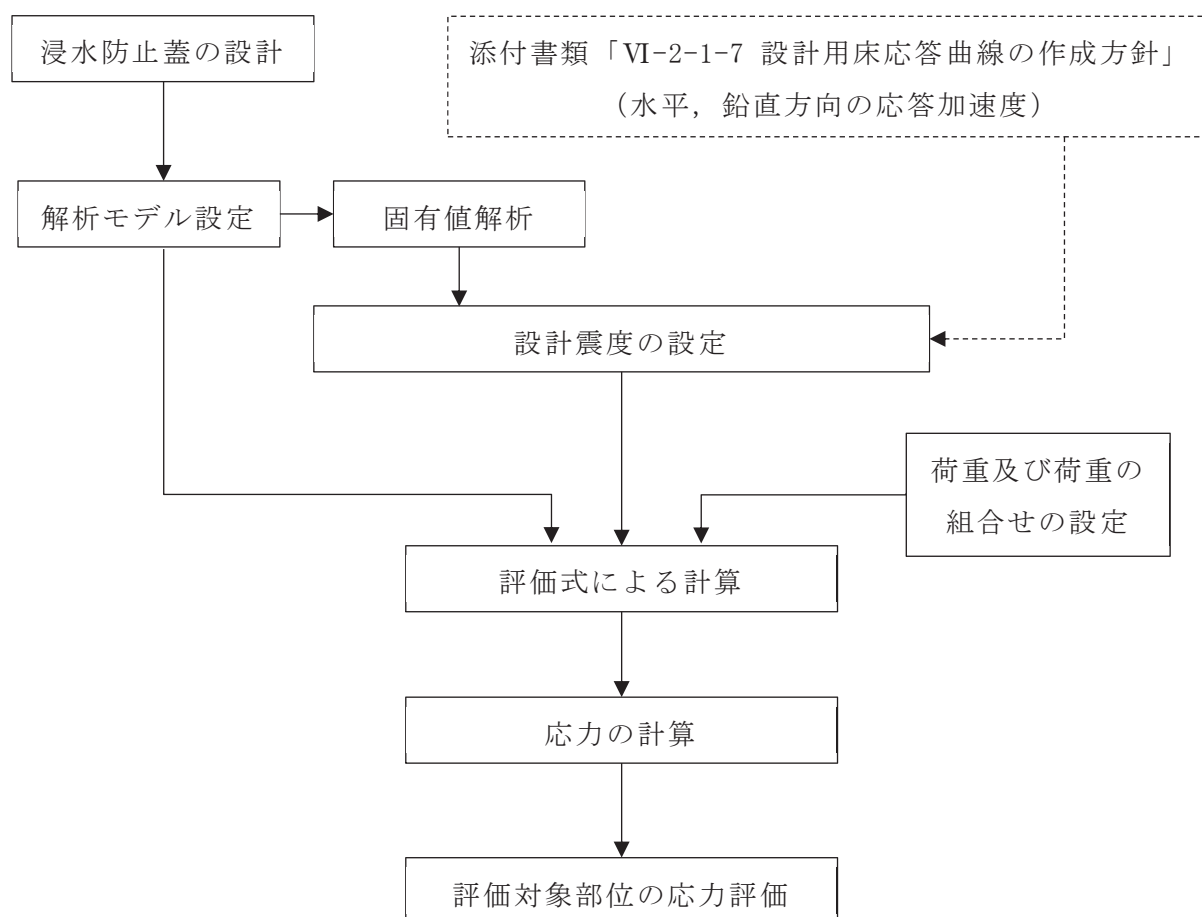 浸水防止蓋の設計
添付書類「Ⅵ-2-1-7 設計用床応答曲線の作成方針」
（水平，鉛直方向の応答加速度）
解析モデル設定
固有値解析
設計震度の設定
荷重及び荷重の
組合せの設定
評価式による計算
応力の計算
評価対象部位の応力評価